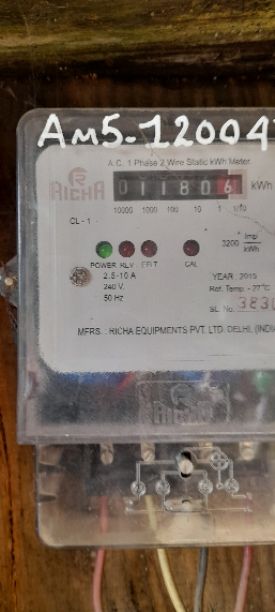 AM5-12004
A.C. 1 Phase 2 Wire Static kWh Meter
RICHA
011806 kWh
10000 1000 100 10 1 1/10
CL - 1
3200 Imp/kWh
POWER REV E/L T CAL
2.5-10 A
240 V.
50 Hz
YEAR : 2015
Ref. Temp. - 27°C
SL. No. 383
MFRS. : RICHA EQUIPMENTS PVT. LTD. DELHI, (INDI
RICHA